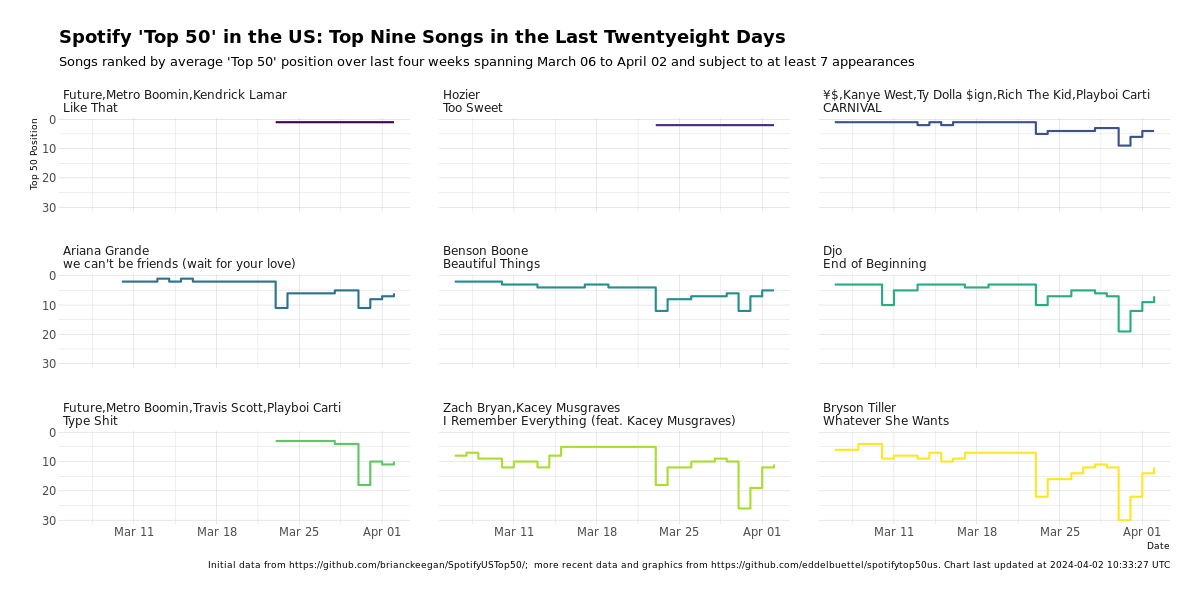 Spotify 'Top 50' in the US: Top Nine Songs in the Last Twentyeight Days
Songs ranked by average 'Top 50' position over last four weeks spanning March 06 to April 02 and subject to at least 7 appearances
Future,Metro Boomin,Kendrick Lamar
Like That
Hozier
Too Sweet
¥$,Kanye West,Ty Dolla $ign,Rich The Kid,Playboi Carti
CARNIVAL
Top 50 Position
0
10
20
30
Ariana Grande
we can't be friends (wait for your love)
Benson Boone
Beautiful Things
Djo
End of Beginning
0
10
20
30
Future,Metro Boomin,Travis Scott,Playboi Carti
Type Shit
Zach Bryan,Kacey Musgraves
I Remember Everything (feat. Kacey Musgraves)
Bryson Tiller
Whatever She Wants
0
10
20
30
Mar 11 Mar 18 Mar 25 Apr 01
Mar 11 Mar 18 Mar 25 Apr 01
Mar 11 Mar 18 Mar 25 Apr 01
Date
Initial data from https://github.com/brianckeegan/SpotifyUSTop50/;  more recent data and graphics from https://github.com/eddelbuettel/spotifytop50us. Chart last updated at 2024-04-02 10:33:27 UTC